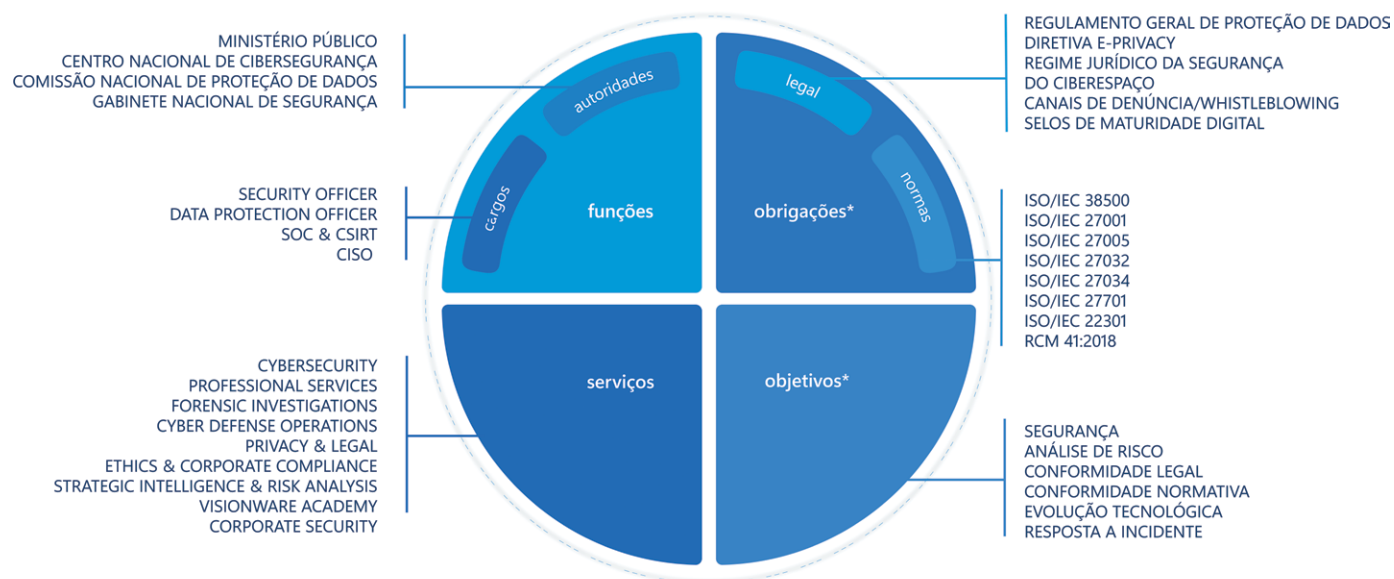 MINISTÉRIO PÚBLICO
CENTRO NACIONAL DE CIBERSEGURANÇA
COMISSÃO NACIONAL DE PROTEÇÃO DE DADOS
GABINETE NACIONAL DE SEGURANÇA
autoridades
SECURITY OFFICER
DATA PROTECTION OFFICER
SOC & CSIRT
CISO
cargos
funções
legal
REGULAMENTO GERAL DE PROTEÇÃO DE DADOS
DIRETIVA E-PRIVACY
REGIME JURÍDICO DA SEGURANÇA
DO CIBERESPAÇO
CANAIS DE DENÚNCIA/WHISTLEBLOWING
SELOS DE MATURIDADE DIGITAL
normas
obrigações*
ISO/IEC 38500
ISO/IEC 27001
ISO/IEC 27005
ISO/IEC 27032
ISO/IEC 27034
ISO/IEC 27701
ISO/IEC 22301
RCM 41:2018
CYBERSECURITY
PROFESSIONAL SERVICES
FORENSIC INVESTIGATIONS
CYBER DEFENSE OPERATIONS
PRIVACY & LEGAL
ETHICS & CORPORATE COMPLIANCE
STRATEGIC INTELLIGENCE & RISK ANALYSIS
VISIONWARE ACADEMY
CORPORATE SECURITY
serviços
objetivos*
SEGURANÇA
ANÁLISE DE RISCO
CONFORMIDADE LEGAL
CONFORMIDADE NORMATIVA
EVOLUÇÃO TECNOLÓGICA
RESPOSTA A INCIDENTE